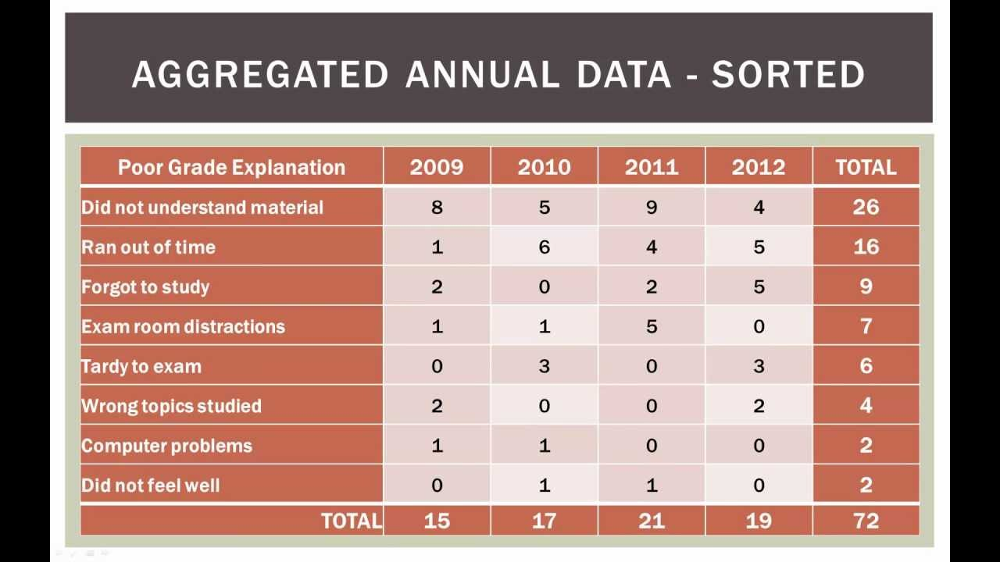 AGGREGATED ANNUAL DATA - SORTED
Poor Grade Explanation 2009 2010 2011 2012 TOTAL
Did not understand material 8 5 9 4 26
Ran out of time 1 6 4 5 16
Forgot to study 2 0 2 5 9
Exam room distractions 1 1 5 0 7
Tardy to exam 0 3 0 3 6
Wrong topics studied 2 0 0 2 4
Computer problems 1 1 0 0 2
Did not feel well 0 1 1 0 2
TOTAL 15 17 21 19 72